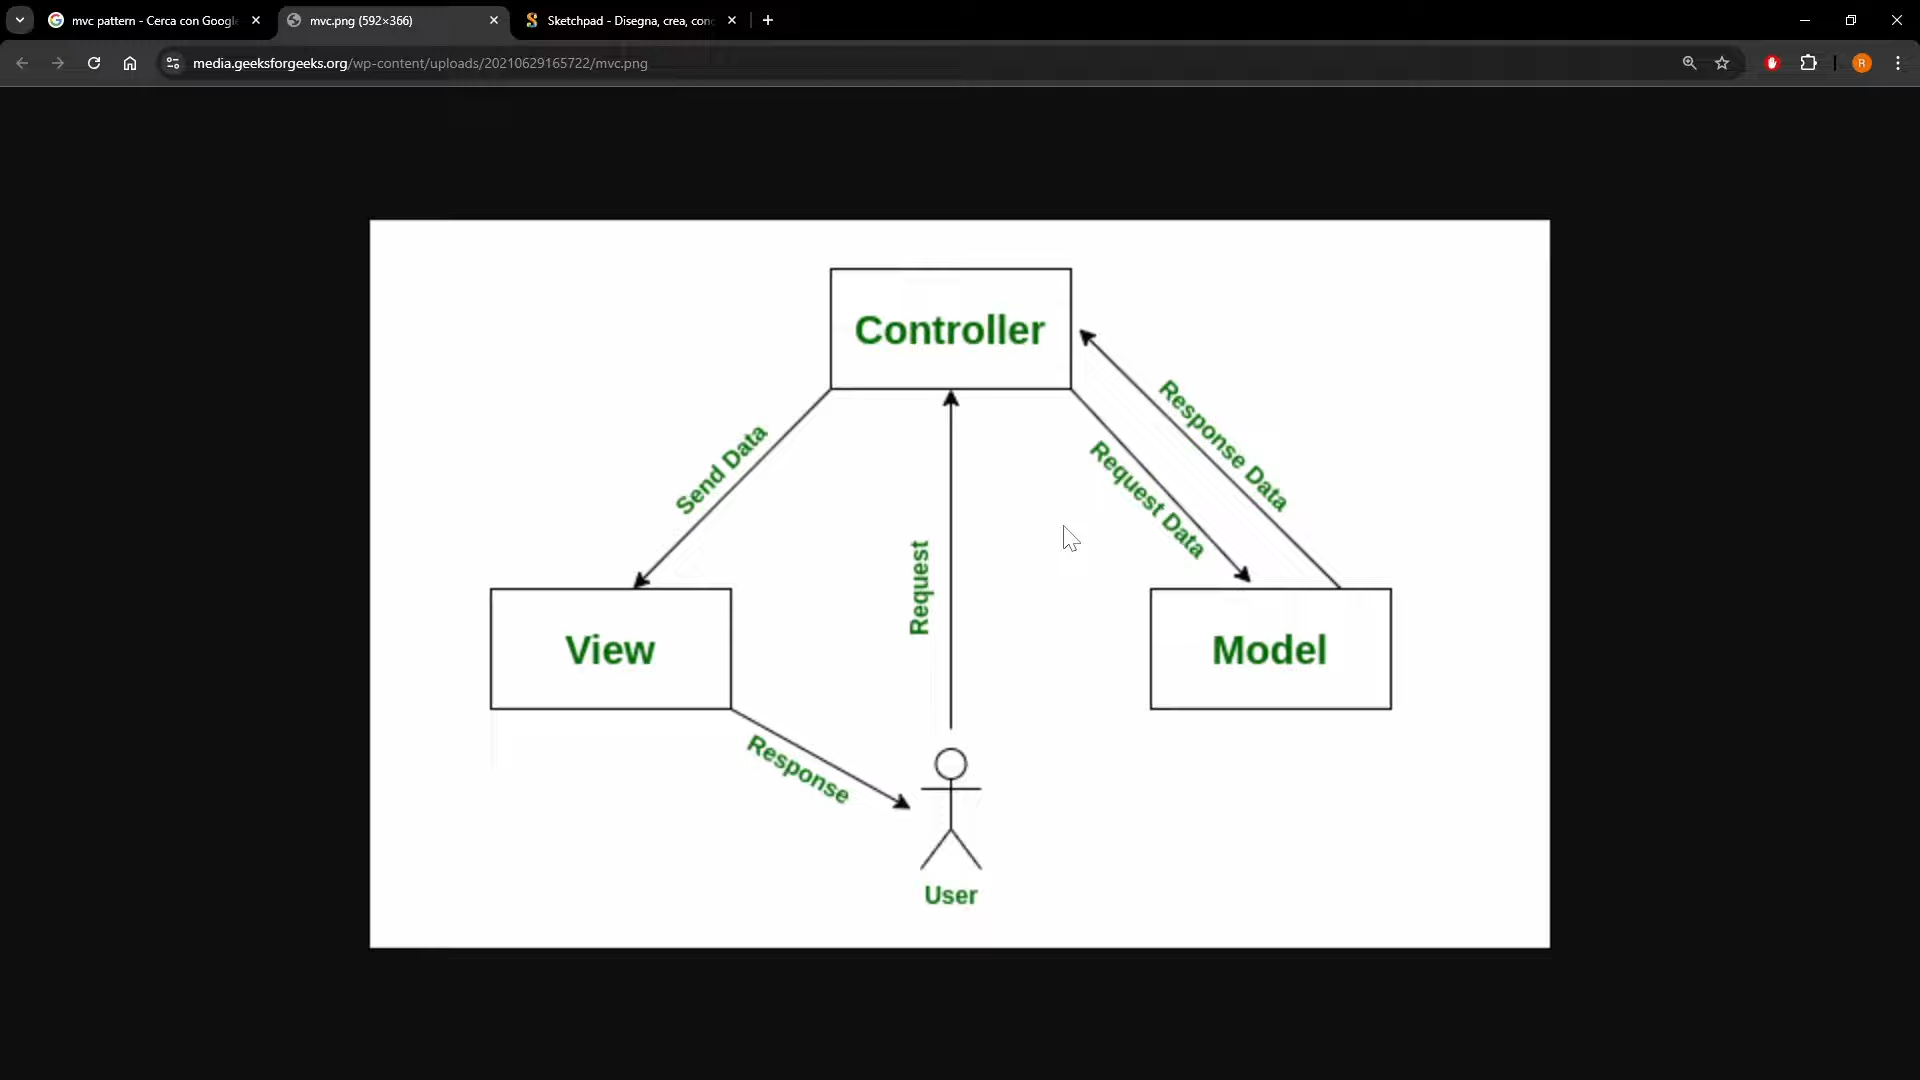 mvc pattern - Cerca con Google
mvc.png (592×366)
Sketchpad - Disegna, crea, con
media.geeksforgeeks.org/wp-content/uploads/20210629165722/mvc.png
R
Controller
Send Data
Request
Request Data
Response Data
View
Model
Response
User